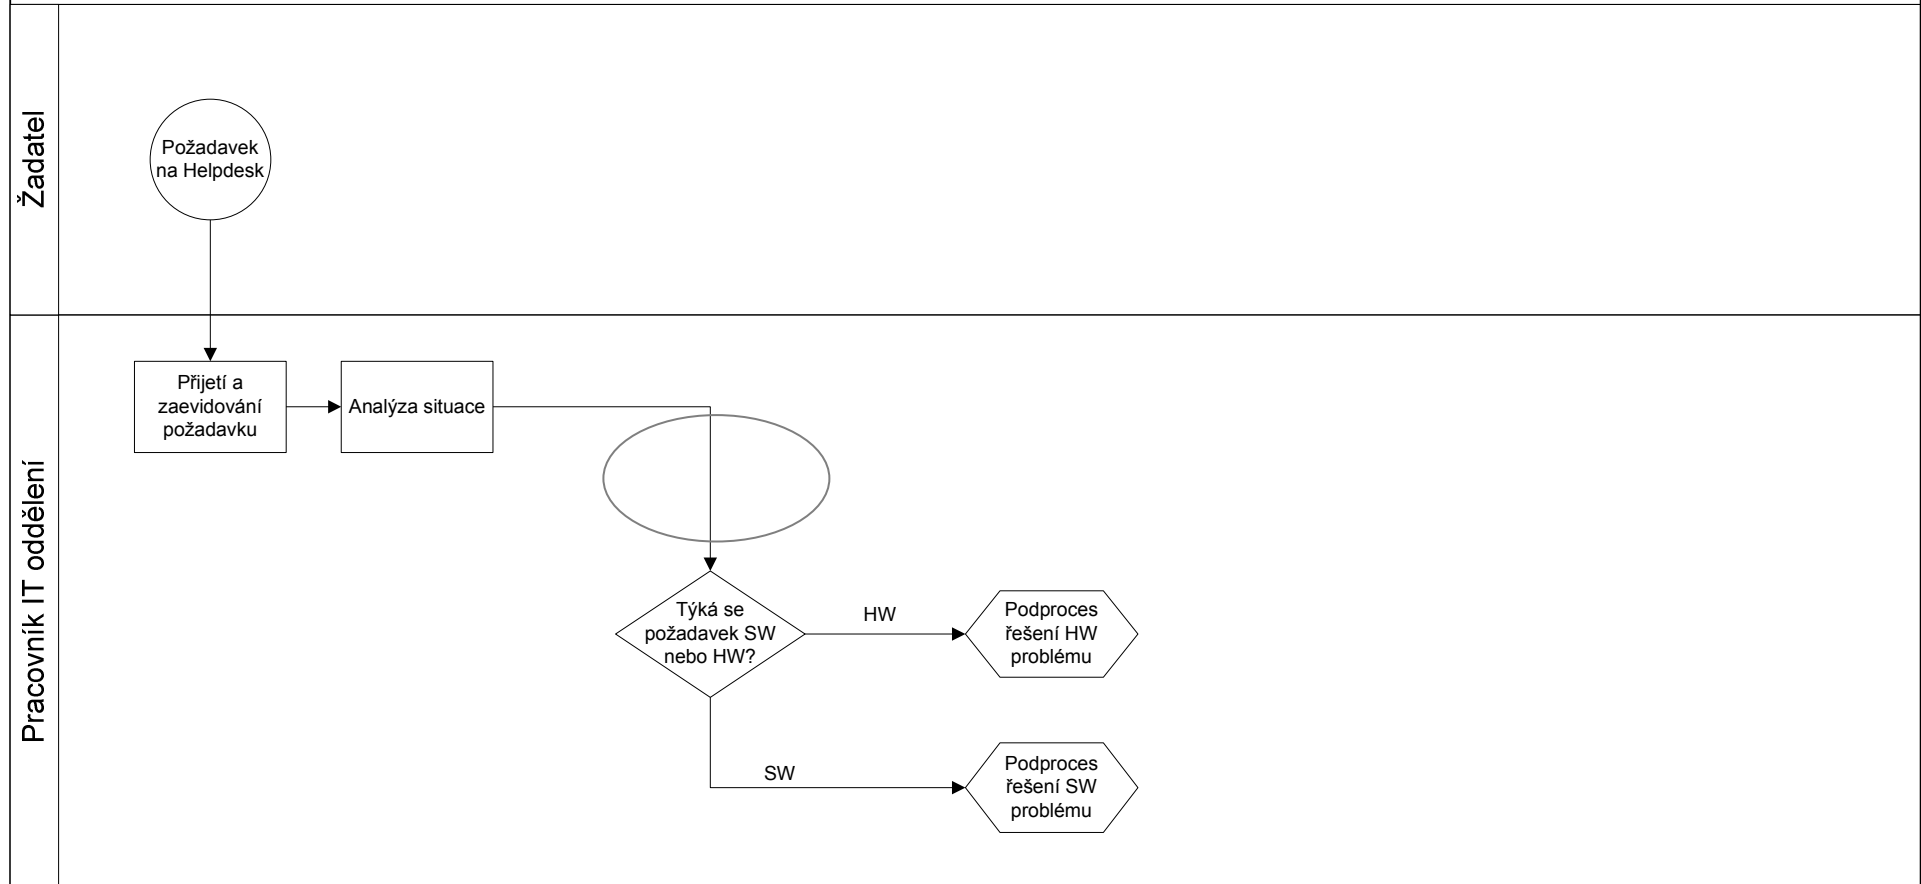 Žadatel
Požadavek
na Helpdesk
Pracovník IT oddělení
Přijetí a
zaevidování
požadavku
Analýza situace
Týká se
požadavek SW
nebo HW?
HW
Podproces
řešení HW
problému
SW
Podproces
řešení SW
problému